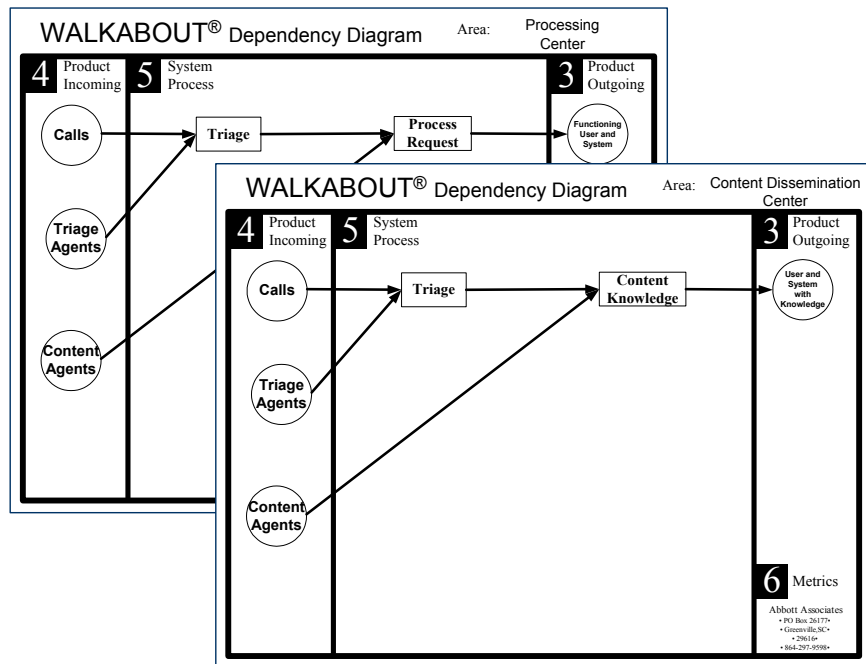 WALKABOUT® Dependency Diagram
Area:
Processing
Center
4
Product
Incoming
5
System
Process
3
Product
Outgoing
Calls
Triage
Process
Request
Functioning
User and
System
Triage
Agents
Content
Agents
WALKABOUT® Dependency Diagram
Area:
Content Dissemination
Center
4
Product
Incoming
5
System
Process
3
Product
Outgoing
Calls
Triage
Content
Knowledge
User and
System
with
Knowledge
Triage
Agents
Content
Agents
6
Metrics
Abbott Associates
• PO Box 26177•
• Greenville,SC•
• 29616•
• 864-297-9598•